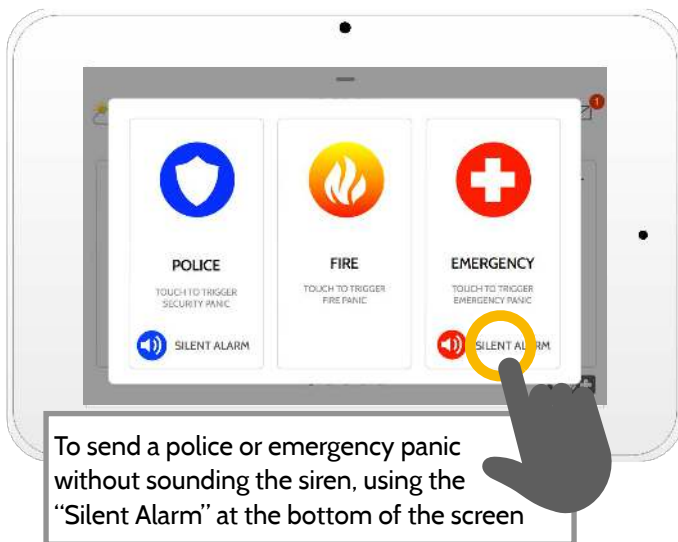 1
POLICE
TOUCH TO TRIGGER
SECURITY PANIC
SILENT ALARM
FIRE
TOUCH TO TRIGGER
FIRE PANIC
EMERGENCY
TOUCH TO TRIGGER
EMERGENCY PANIC
SILENT ALARM
To send a police or emergency panic
without sounding the siren, using the
“Silent Alarm” at the bottom of the screen